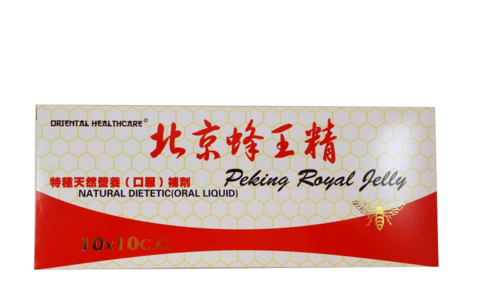 ORIENTAL HEALTHCARE®
北京蜂王精
特種天然營養（口服）補劑
Peking Royal Jelly
NATURAL DIETETIC(ORAL LIQUID)
10x10C.C.